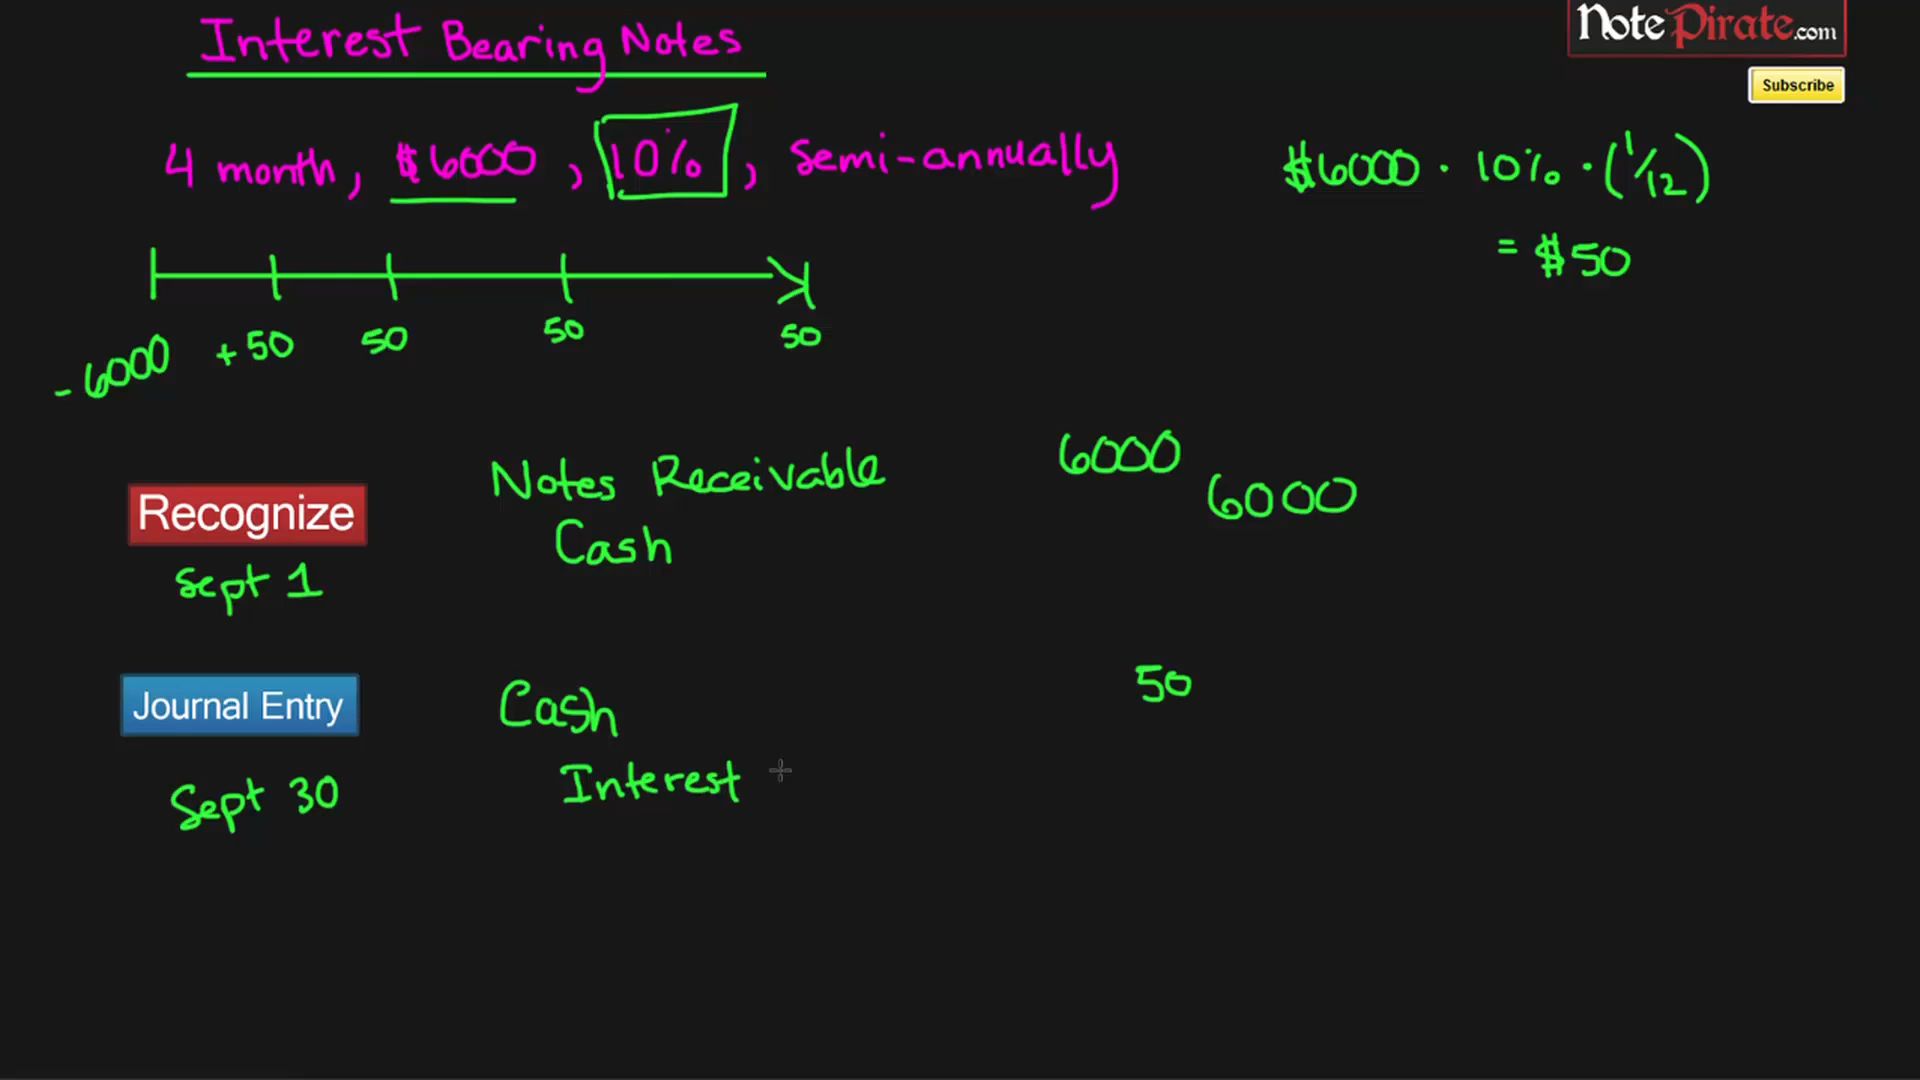 Interest Bearing Notes
NotePirate.com
Subscribe
4 month, $6000, 10%, semi-annually
$6000 · 10% · (1/12)
= $50
-6000 +50 50 50 50
Recognize
Sept 1
Notes Receivable 6000
Cash 6000
Journal Entry
Sept 30
Cash 50
Interest